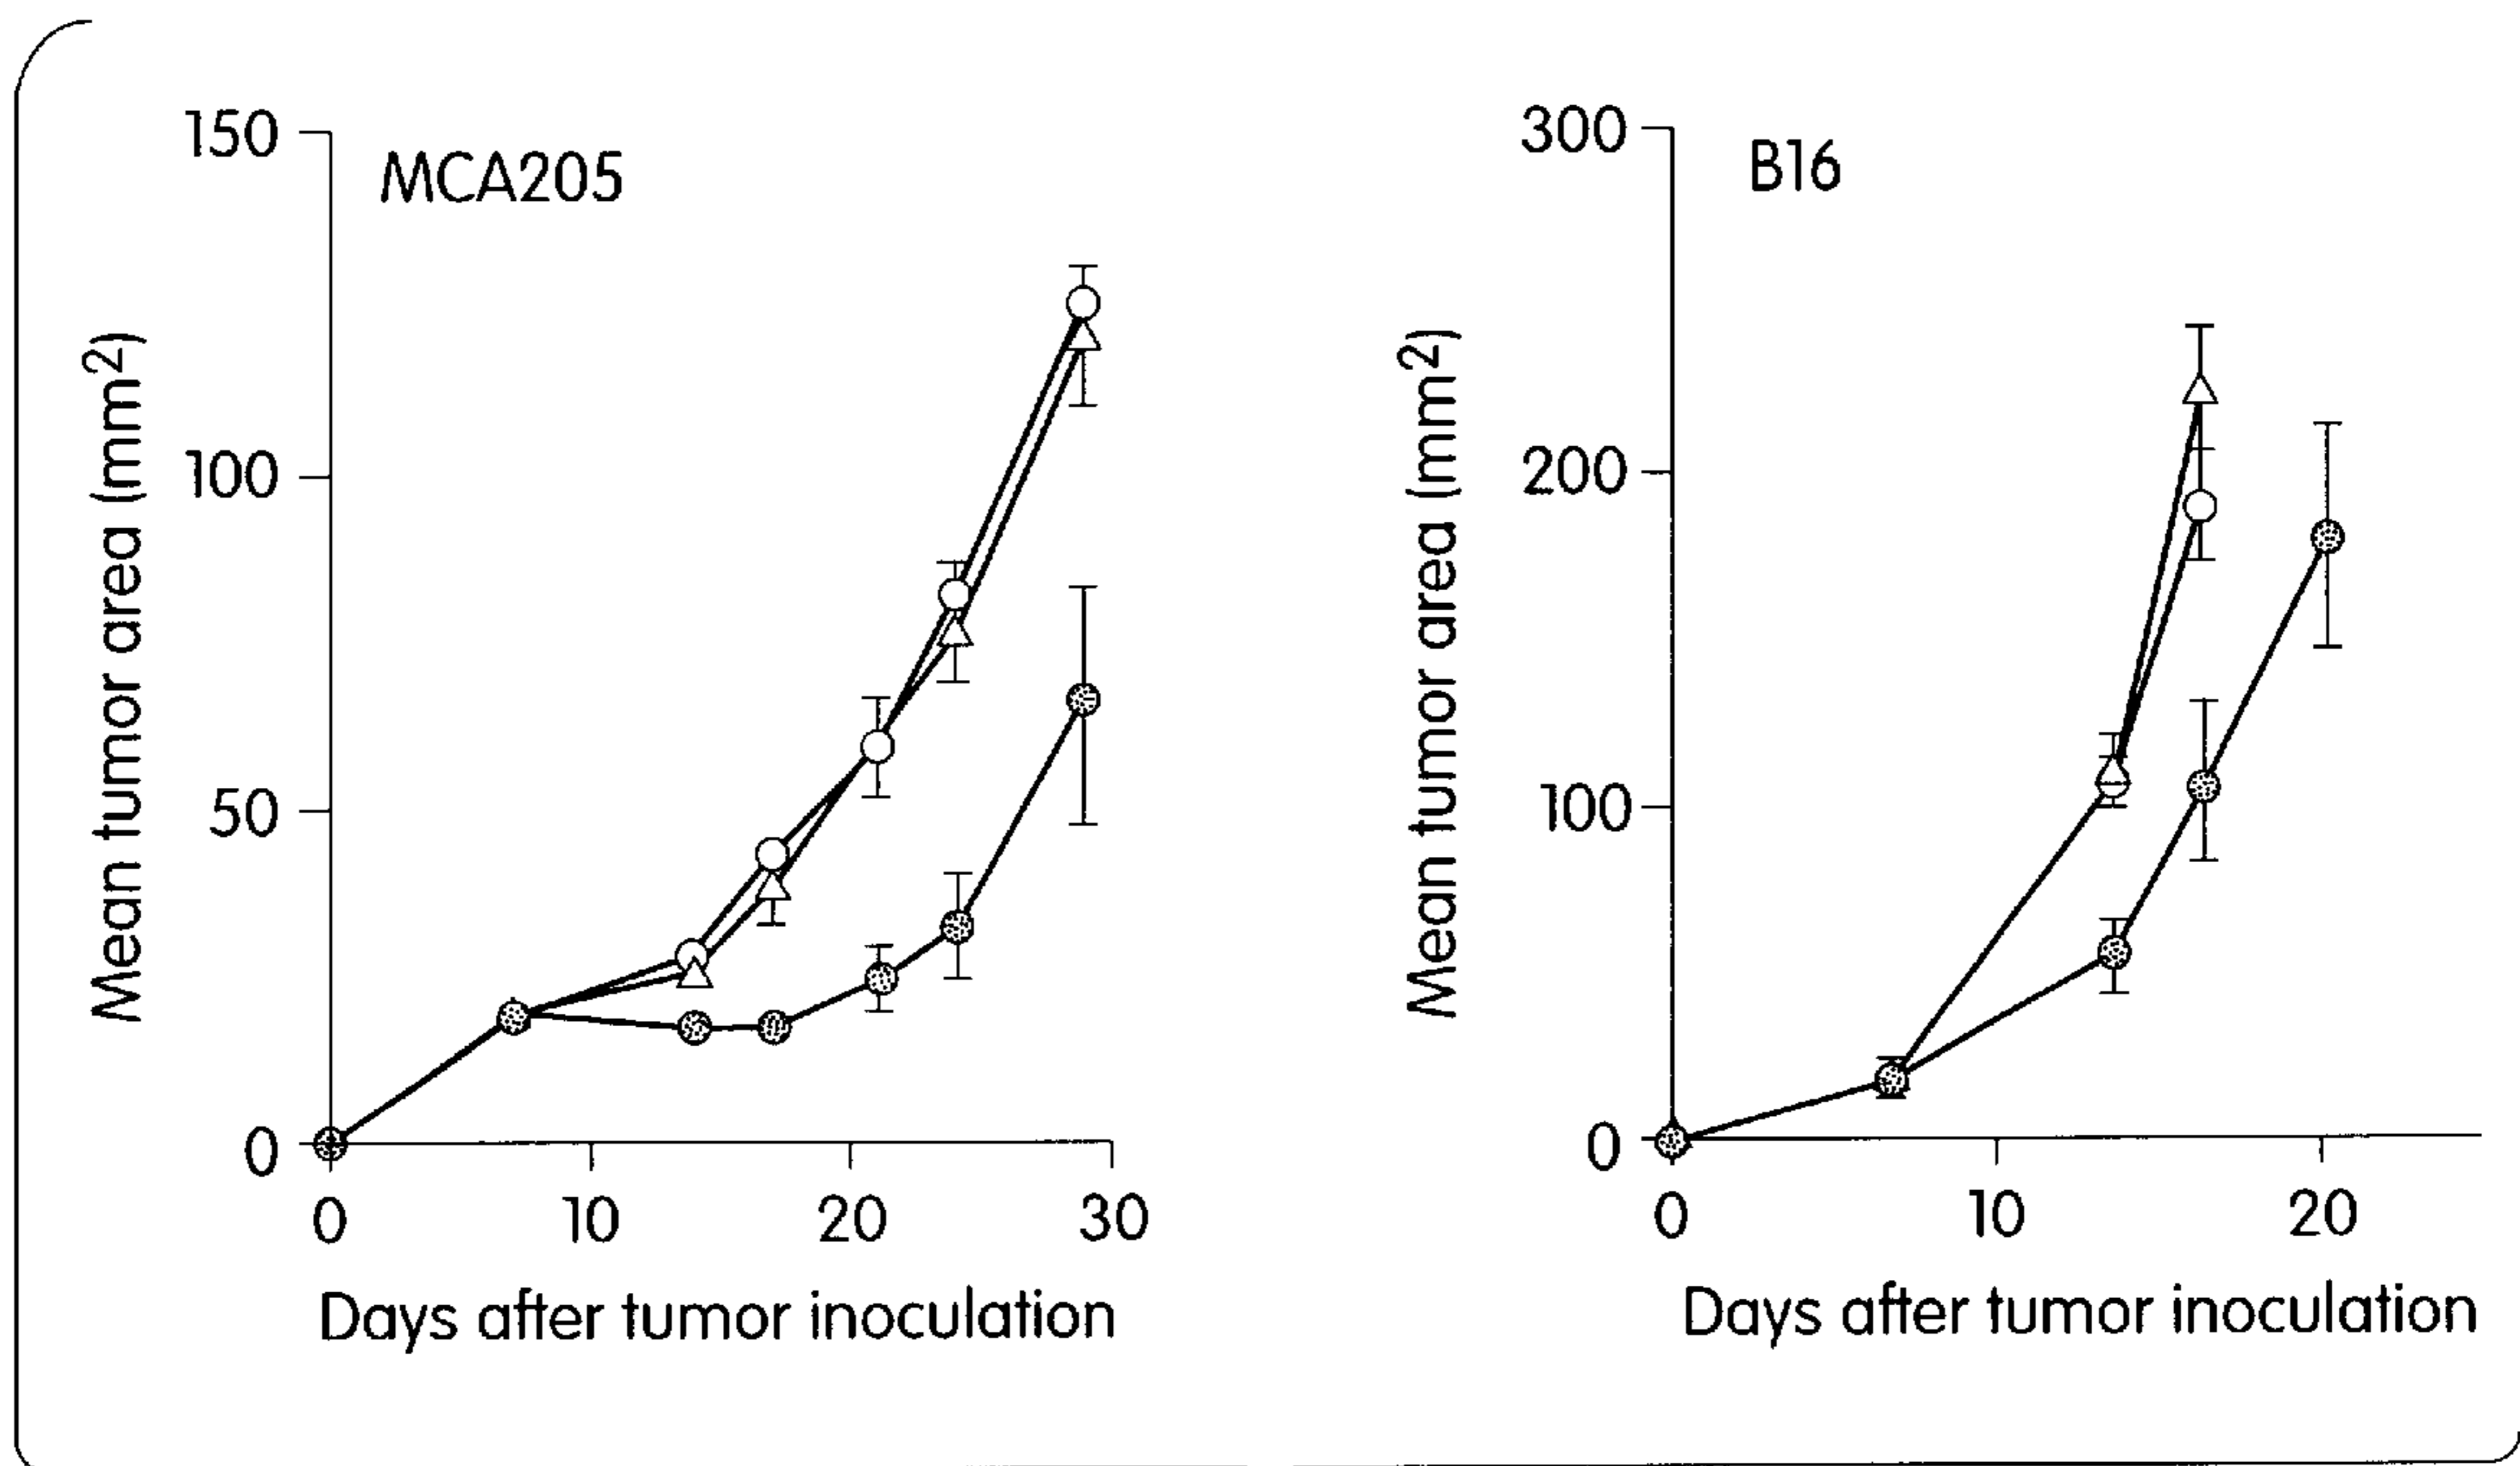 MCA205
150
100
50
0
0 10 20 30
Mean tumor area (mm²)
Days after tumor inoculation
B16
300
200
100
0
0 10 20
Mean tumor area (mm²)
Days after tumor inoculation